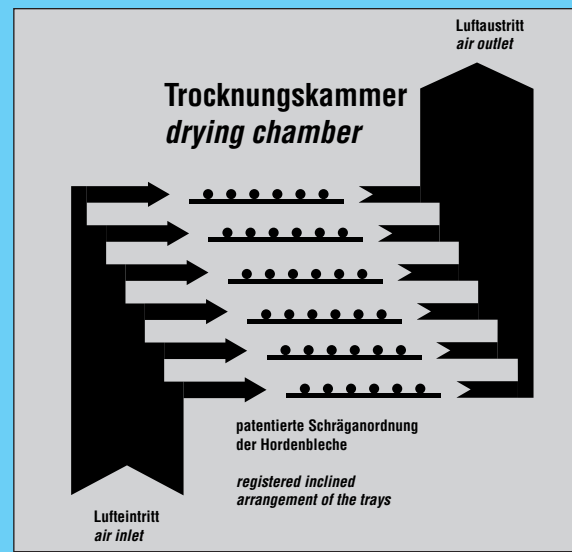 Luftaustritt
air outlet
Trocknungskammer
drying chamber
patentierte Schräganordnung
der Hordenbleche
registered inclined
arrangement of the trays
Lufteintritt
air inlet